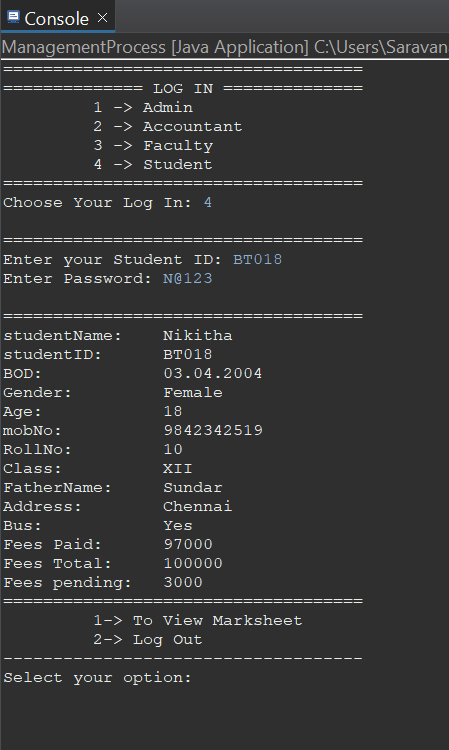 Console
ManagementProcess [Java Application] C:\Users\Saravan
====================================
============== LOG IN ==============
1 -> Admin
2 -> Accountant
3 -> Faculty
4 -> Student
====================================
Choose Your Log In: 4
====================================
Enter your Student ID: BT018
Enter Password: N@123
====================================
studentName: Nikitha
studentID: BT018
BOD: 03.04.2004
Gender: Female
Age: 18
mobNo: 9842342519
RollNo: 10
Class: XII
FatherName: Sundar
Address: Chennai
Bus: Yes
Fees Paid: 97000
Fees Total: 100000
Fees pending: 3000
====================================
1-> To View Marksheet
2-> Log Out
------------------------------------
Select your option: